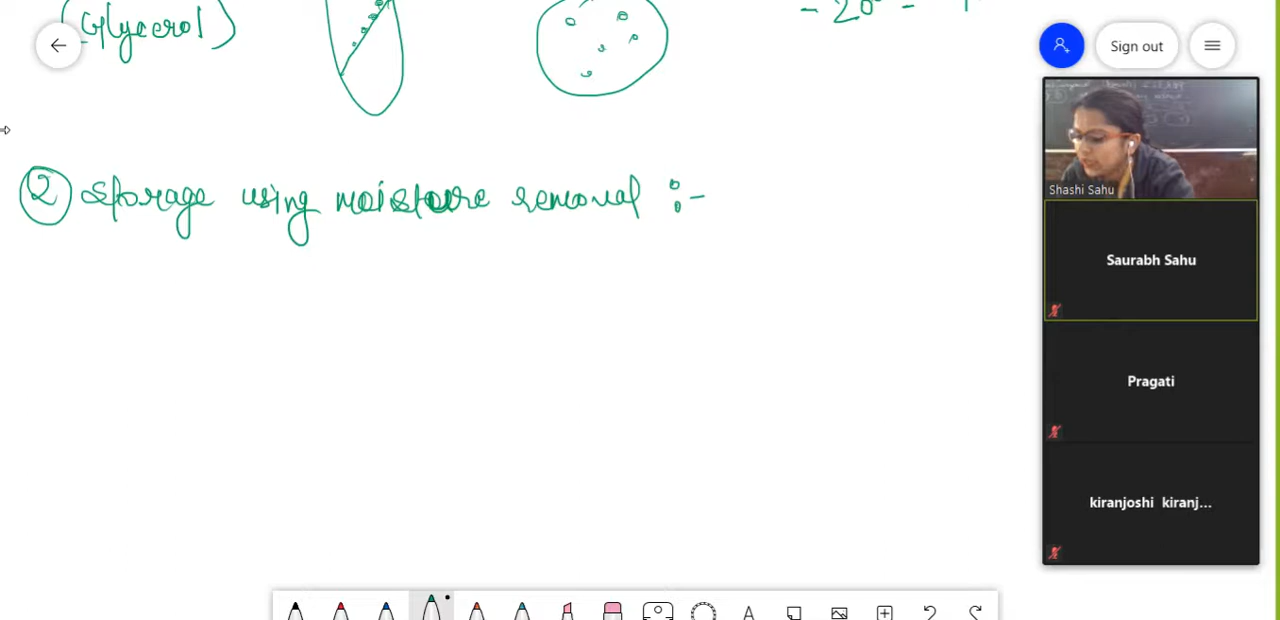 (Glycerol)
- 20° -
Sign out
② Storage using moisture removal :-
Shashi Sahu
Saurabh Sahu
Pragati
kiranjoshi kiranj...
A